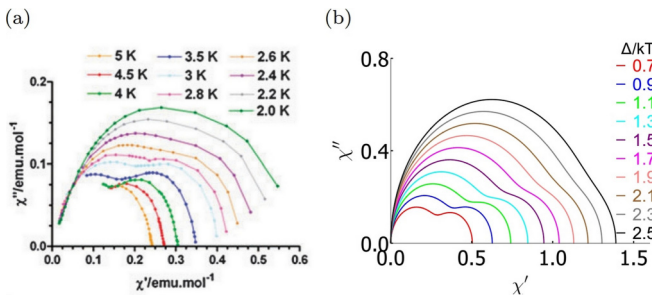 (a)
5 K 3.5 K 2.6 K
4.5 K 3 K 2.4 K
4 K 2.8 K 2.2 K
2.0 K
0.2
0.1
0.0
χ''/emu.mol-1
0.0 0.1 0.2 0.3 0.4 0.5 0.6
χ'/emu.mol-1
(b)
Δ/kT
0.7
0.9
1.1
1.3
1.5
1.7
1.9
2.1
2.3
2.5
0.8
0.4
0.0
χ''
0.0 0.5 1.0 1.5
χ'